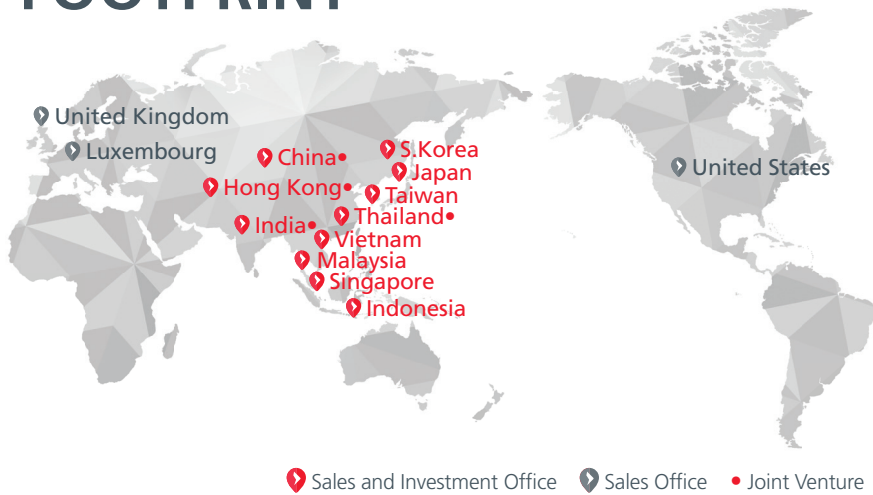 FOOTPRINT
United Kingdom
Luxembourg
China•
S.Korea
Japan
United States
Hong Kong•
Taiwan
India•
Thailand•
Vietnam
Malaysia
Singapore
Indonesia
Sales and Investment Office
Sales Office
• Joint Venture